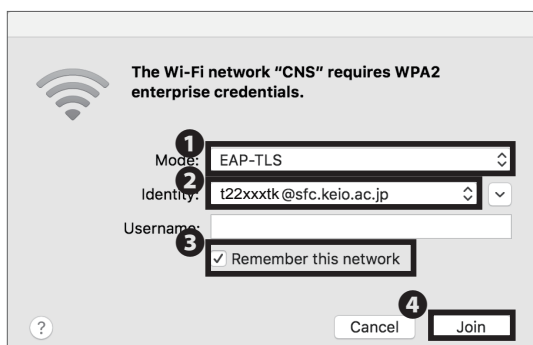 The Wi-Fi network “CNS” requires WPA2
enterprise credentials.
1
Mode: EAP-TLS
2
Identity: t22xxxtk@sfc.keio.ac.jp
Username:
3
✓ Remember this network
4
? Cancel Join